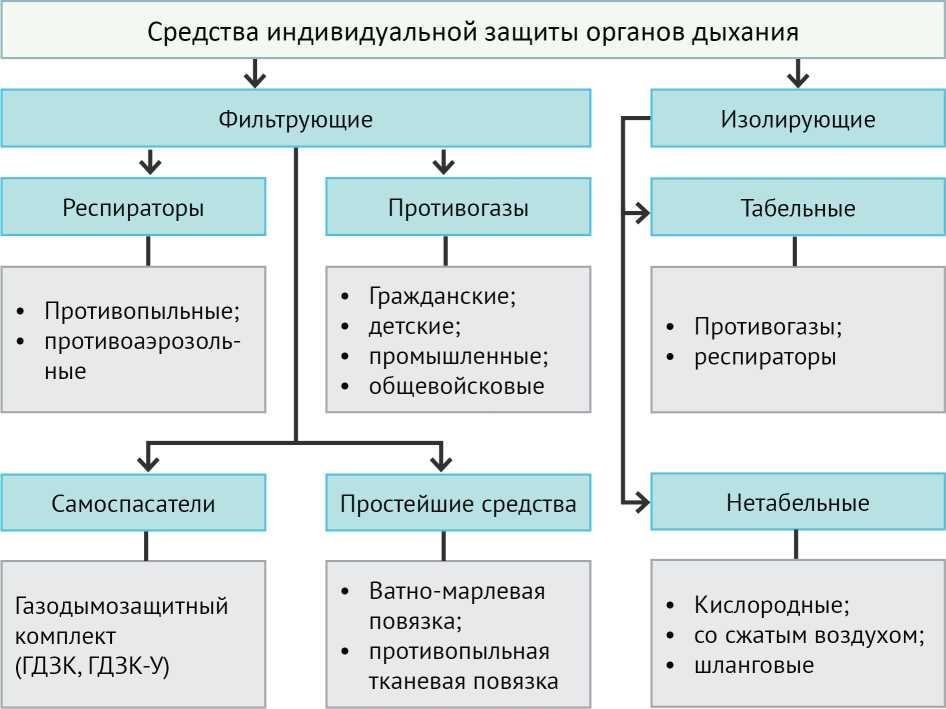 Средства индивидуальной защиты органов дыхания
Фильтрующие
Изолирующие
Респираторы
Противогазы
Табельные
• Противопыльные;
• противоаэрозоль-
ные
• Гражданские;
• детские;
• промышленные;
• общевойсковые
• Противогазы;
• респираторы
Самоспасатели
Простейшие средства
Нетабельные
Газодымозащитный
комплект
(ГДЗК, ГДЗК-У)
• Ватно-марлевая
повязка;
• противопыльная
тканевая повязка
• Кислородные;
• со сжатым воздухом;
• шланговые